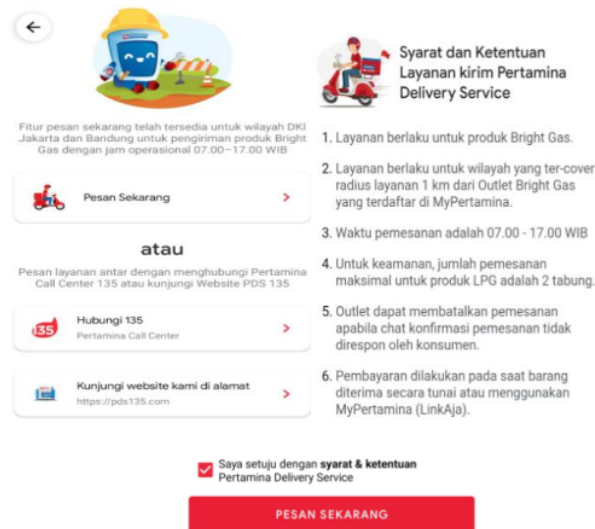 Fitur pesan sekarang telah tersedia untuk wilayah DKI
Jakarta dan Bandung untuk pengiriman produk Bright
Gas dengan jam operasional 07.00–17.00 WIB
Pesan Sekarang
atau
Pesan layanan antar dengan menghubungi Pertamina
Call Center 135 atau kunjungi Website PDS 135
135
Hubungi 135
Pertamina Call Center
Kunjungi website kami di alamat
https://pds135.com
Syarat dan Ketentuan
Layanan kirim Pertamina
Delivery Service
1. Layanan berlaku untuk produk Bright Gas.
2. Layanan berlaku untuk wilayah yang ter-cover
radius layanan 1 km dari Outlet Bright Gas
yang terdaftar di MyPertamina.
3. Waktu pemesanan adalah 07.00 - 17.00 WIB
4. Untuk keamanan, jumlah pemesanan
maksimal untuk produk LPG adalah 2 tabung.
5. Outlet dapat membatalkan pemesanan
apabila chat konfirmasi pemesanan tidak
direspon oleh konsumen.
6. Pembayaran dilakukan pada saat barang
diterima secara tunai atau menggunakan
MyPertamina (LinkAja).
Saya setuju dengan syarat & ketentuan
Pertamina Delivery Service
PESAN SEKARANG